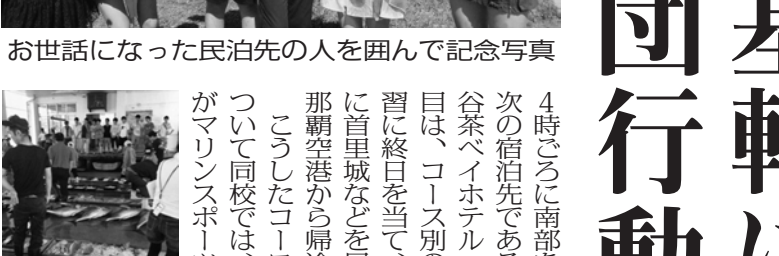 団行動
お世話になった民泊先の人を囲んで記念写真
4時ごろに南部を
次の宿泊先である
谷茶ベイホテル
目は、コース別の
習に終日を当て、
に首里城などを
那覇空港から帰
こうしたコー
ついて同校では、
がマリンスポー